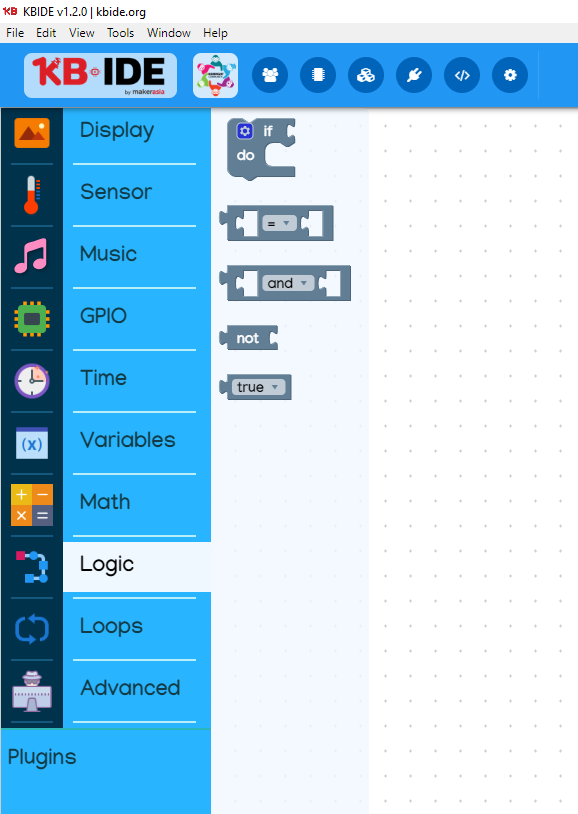 KB KBIDE v1.2.0 | kbide.org
File Edit View Tools Window Help
KB IDE
by makerasia
Display
Sensor
Music
GPIO
Time
Variables
(x)
Math
Logic
Loops
Advanced
Plugins
if
do
=
and
not
true